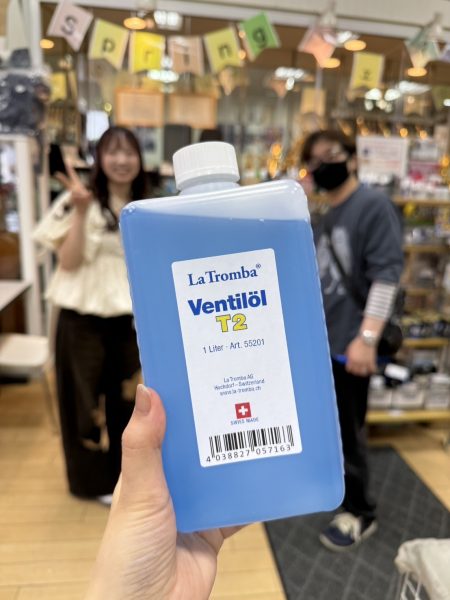 spring
La Tromba®
Ventilöl
T2
1 Liter · Art. 55201
La Tromba AG
Hochdorf - Switzerland
www.la-tromba.ch
SWISS MADE
4 038827 057163